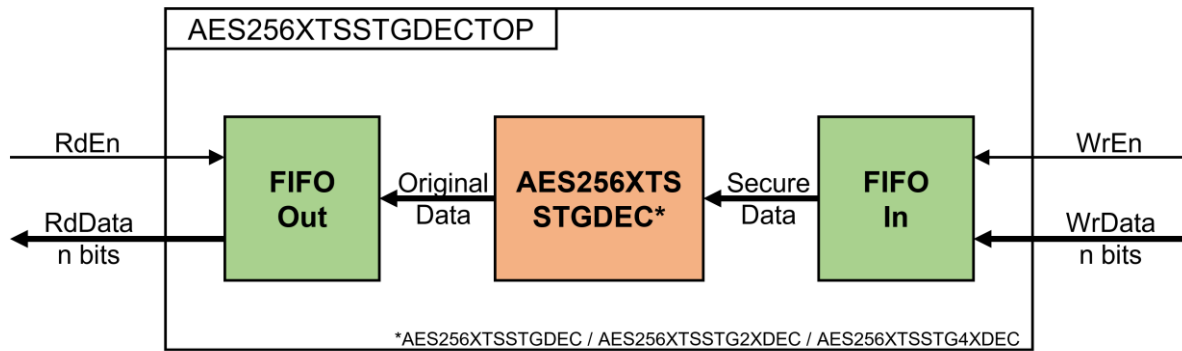 AES256XTSSTGDECTOP
RdEn
RdData
n bits
FIFO
Out
Original
Data
AES256XTS
STGDEC*
Secure
Data
FIFO
In
WrEn
WrData
n bits
*AES256XTSSTGDEC / AES256XTSSTG2XDEC / AES256XTSSTG4XDEC